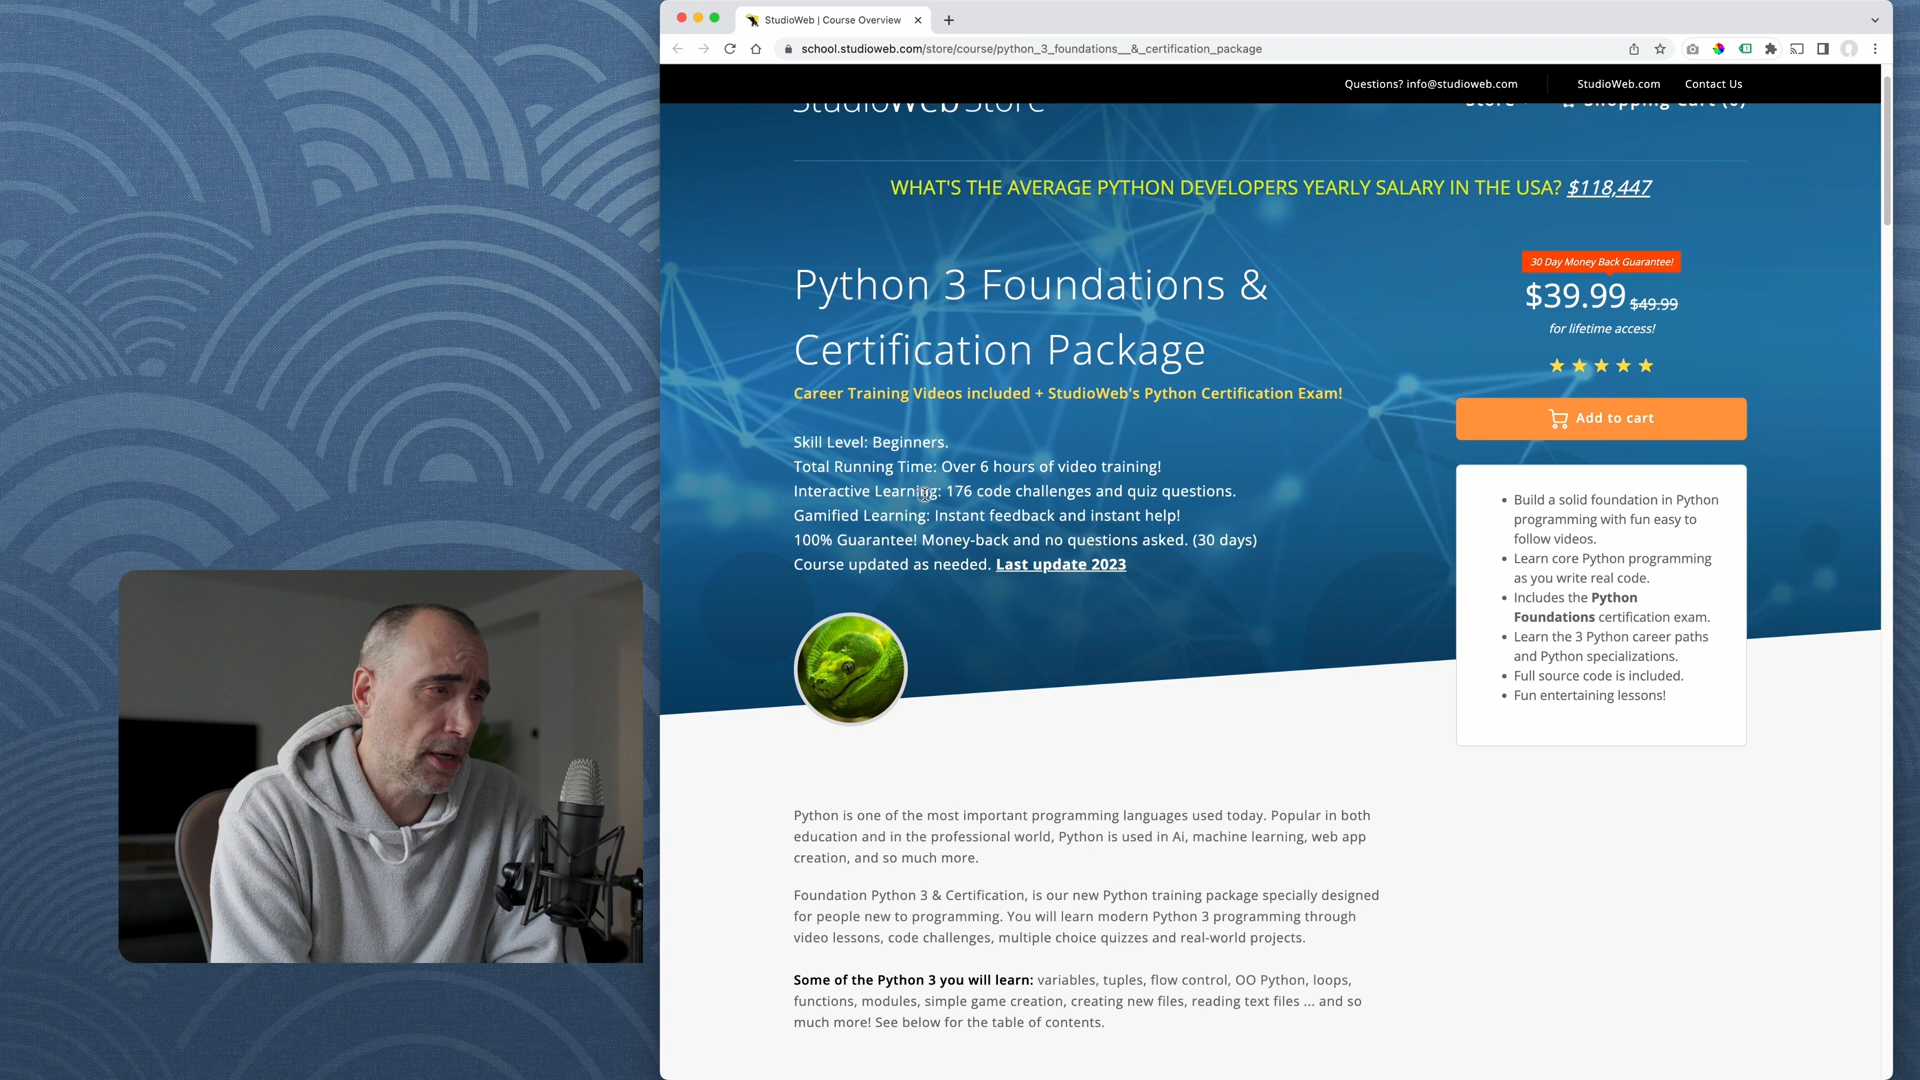 StudioWeb | Course Overview
school.studioweb.com/store/course/python_3_foundations__&_certification_package
Questions? info@studioweb.com
StudioWeb.com
Contact Us
StudioWeb Store
Store
Shopping Cart (0)
WHAT'S THE AVERAGE PYTHON DEVELOPERS YEARLY SALARY IN THE USA? $118,447
Python 3 Foundations &
Certification Package
Career Training Videos included + StudioWeb's Python Certification Exam!
Skill Level: Beginners.
Total Running Time: Over 6 hours of video training!
Interactive Learning: 176 code challenges and quiz questions.
Gamified Learning: Instant feedback and instant help!
100% Guarantee! Money-back and no questions asked. (30 days)
Course updated as needed. Last update 2023
30 Day Money Back Guarantee!
$39.99 $49.99
for lifetime access!
Add to cart
• Build a solid foundation in Python
programming with fun easy to
follow videos.
• Learn core Python programming
as you write real code.
• Includes the Python
Foundations certification exam.
• Learn the 3 Python career paths
and Python specializations.
• Full source code is included.
• Fun entertaining lessons!
Python is one of the most important programming languages used today. Popular in both
education and in the professional world, Python is used in Ai, machine learning, web app
creation, and so much more.
Foundation Python 3 & Certification, is our new Python training package specially designed
for people new to programming. You will learn modern Python 3 programming through
video lessons, code challenges, multiple choice quizzes and real-world projects.
Some of the Python 3 you will learn: variables, tuples, flow control, OO Python, loops,
functions, modules, simple game creation, creating new files, reading text files ... and so
much more! See below for the table of contents.